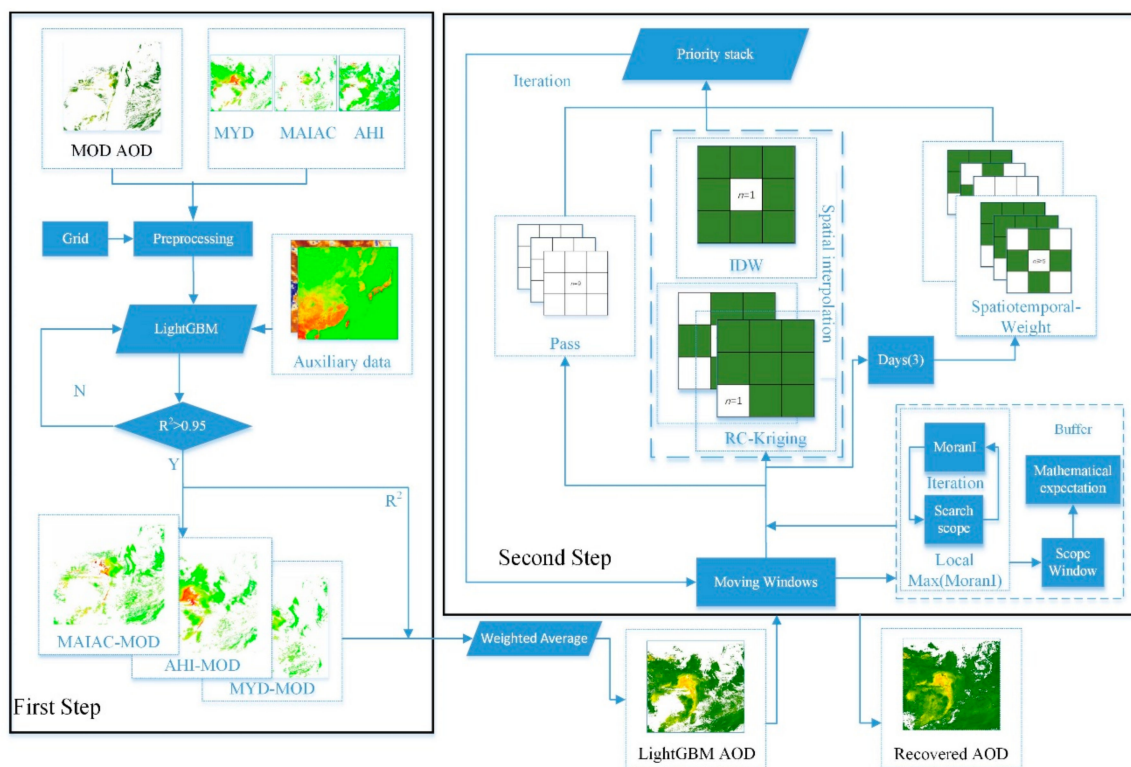 MYD MAIAC AHI
MOD AOD
Grid
Preprocessing
LightGBM
Auxiliary data
N
R²>0.95
Y
R²
MAIAC-MOD
AHI-MOD
MYD-MOD
First Step
Priority stack
Iteration
n=1
IDW
Spatial interpolation
Pass
n=1
RC-Kriging
Spatiotemporal-
Weight
Days(3)
Buffer
MoranI
Iteration
Search
scope
Local
Max(MoranI)
Mathematical
expectation
Scope
Window
Second Step
Moving Windows
Weighted Average
LightGBM AOD
Recovered AOD